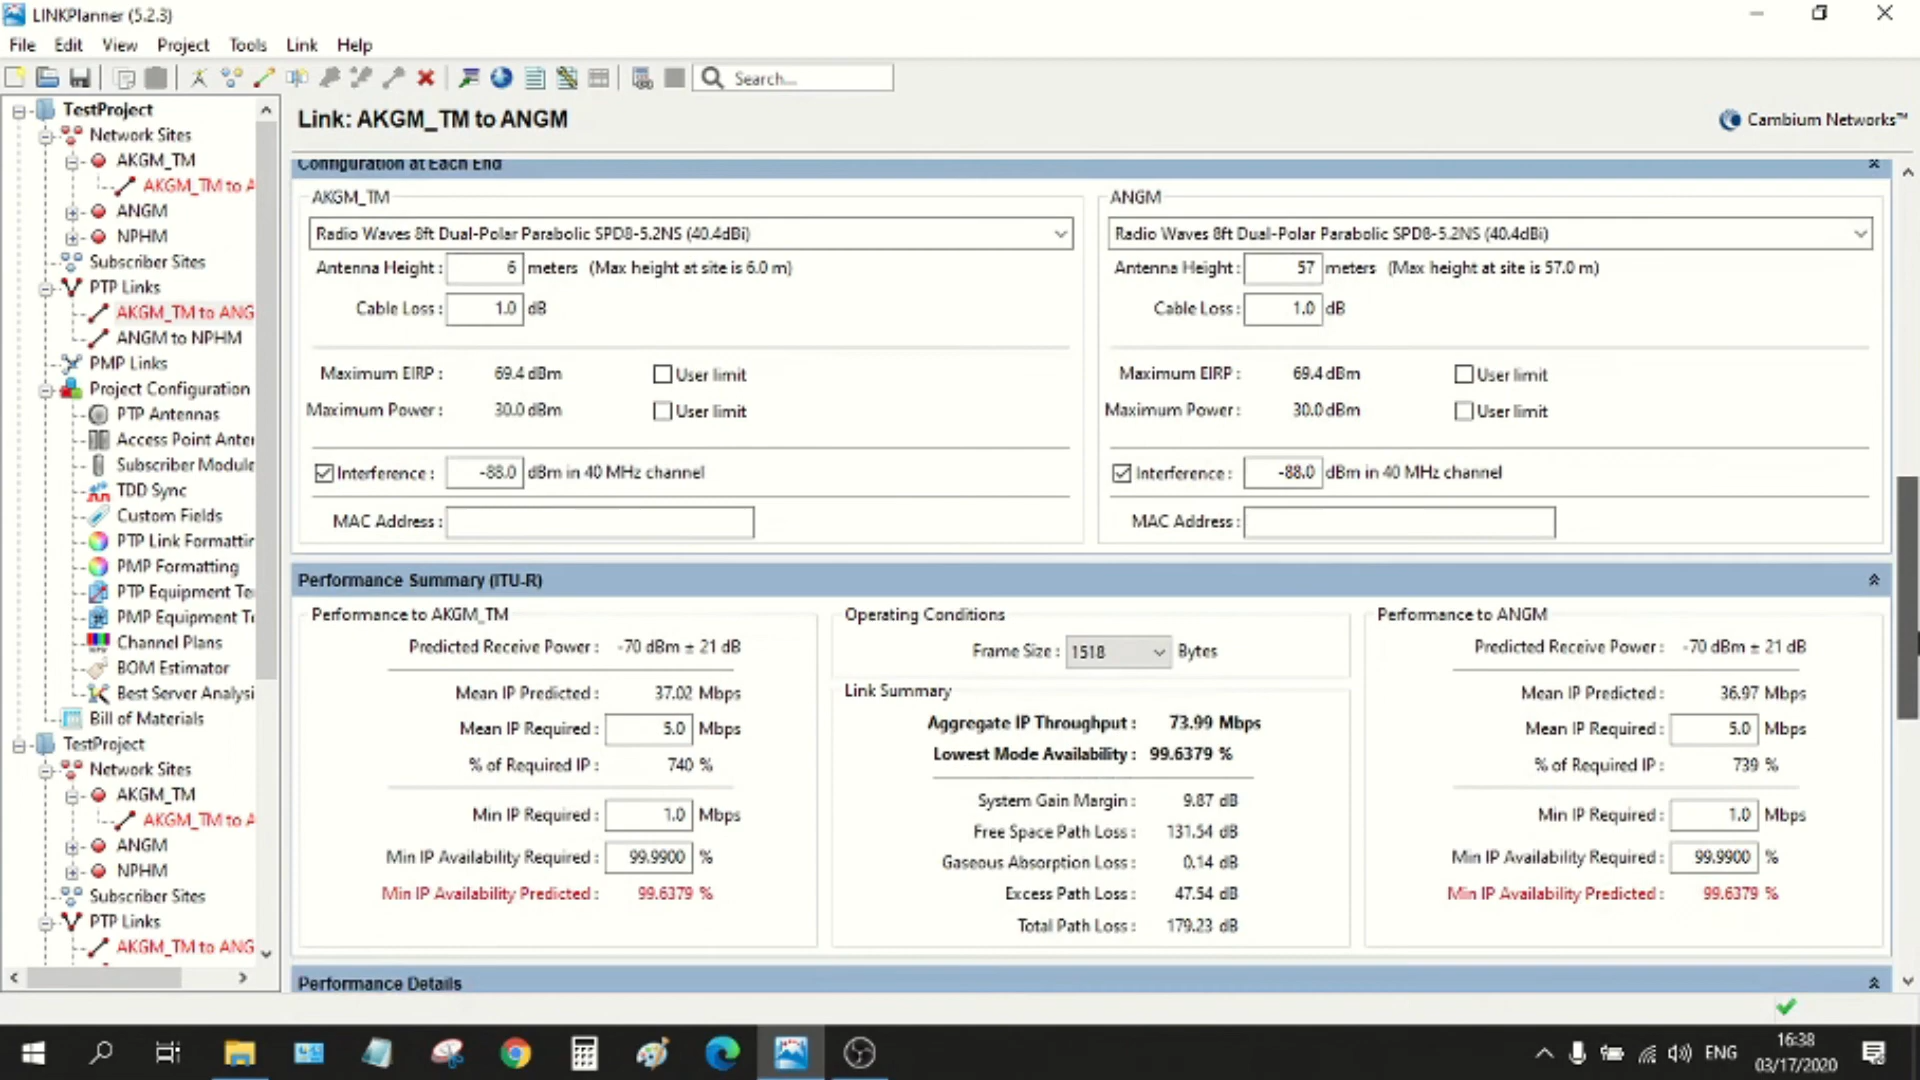 LINKPlanner (5.2.3)
File Edit View Project Tools Link Help
Search...
TestProject
Network Sites
AKGM_TM
AKGM_TM to A
ANGM
NPHM
Subscriber Sites
PTP Links
AKGM_TM to ANG
ANGM to NPHM
PMP Links
Project Configuration
PTP Antennas
Access Point Anter
Subscriber Module
TDD Sync
Custom Fields
PTP Link Formattir
PMP Formatting
PTP Equipment Te
PMP Equipment T
Channel Plans
BOM Estimator
Best Server Analysi
Bill of Materials
TestProject
Network Sites
AKGM_TM
AKGM_TM to A
ANGM
NPHM
Subscriber Sites
PTP Links
AKGM_TM to ANG
Link: AKGM_TM to ANGM
Cambium Networks™
Configuration at Each End
AKGM_TM
Radio Waves 8ft Dual-Polar Parabolic SPD8-5.2NS (40.4dBi)
Antenna Height : 6 meters (Max height at site is 6.0 m)
Cable Loss : 1.0 dB
Maximum EIRP : 69.4 dBm User limit
Maximum Power : 30.0 dBm User limit
Interference : -88.0 dBm in 40 MHz channel
MAC Address :
ANGM
Radio Waves 8ft Dual-Polar Parabolic SPD8-5.2NS (40.4dBi)
Antenna Height : 57 meters (Max height at site is 57.0 m)
Cable Loss : 1.0 dB
Maximum EIRP : 69.4 dBm User limit
Maximum Power : 30.0 dBm User limit
Interference : -88.0 dBm in 40 MHz channel
MAC Address :
Performance Summary (ITU-R)
Performance to AKGM_TM
Predicted Receive Power : -70 dBm ± 21 dB
Mean IP Predicted : 37.02 Mbps
Mean IP Required : 5.0 Mbps
% of Required IP : 740 %
Min IP Required : 1.0 Mbps
Min IP Availability Required : 99.9900 %
Min IP Availability Predicted : 99.6379 %
Operating Conditions
Frame Size : 1518 Bytes
Link Summary
Aggregate IP Throughput : 73.99 Mbps
Lowest Mode Availability : 99.6379 %
System Gain Margin : 9.87 dB
Free Space Path Loss : 131.54 dB
Gaseous Absorption Loss : 0.14 dB
Excess Path Loss : 47.54 dB
Total Path Loss : 179.23 dB
Performance to ANGM
Predicted Receive Power : -70 dBm ± 21 dB
Mean IP Predicted : 36.97 Mbps
Mean IP Required : 5.0 Mbps
% of Required IP : 739 %
Min IP Required : 1.0 Mbps
Min IP Availability Required : 99.9900 %
Min IP Availability Predicted : 99.6379 %
Performance Details
ENG
16:38
03/17/2020